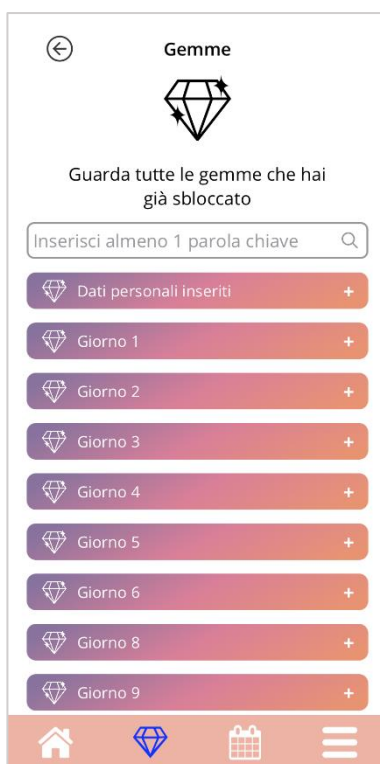 Gemme
Guarda tutte le gemme che hai
già sbloccato
Inserisci almeno 1 parola chiave
Dati personali inseriti +
Giorno 1 +
Giorno 2 +
Giorno 3 +
Giorno 4 +
Giorno 5 +
Giorno 6 +
Giorno 8 +
Giorno 9 +